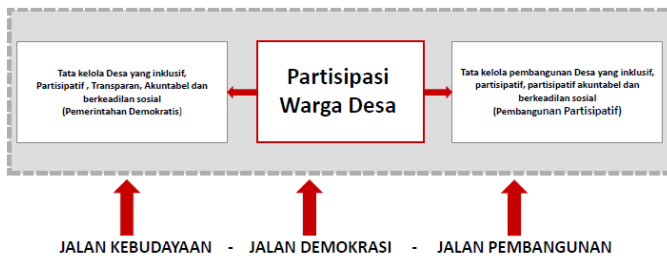 Tata kelola Desa yang inklusif,
Partisipatif , Transparan, Akuntabel dan
berkeadilan sosial
(Pemerintahan Demokratis)
Partisipasi
Warga Desa
Tata kelola pembangunan Desa yang inklusif,
partisipatif, partisipatif akuntabel dan
berkeadilan sosial
(Pembangunan Partisipatif)
JALAN KEBUDAYAAN - JALAN DEMOKRASI - JALAN PEMBANGUNAN